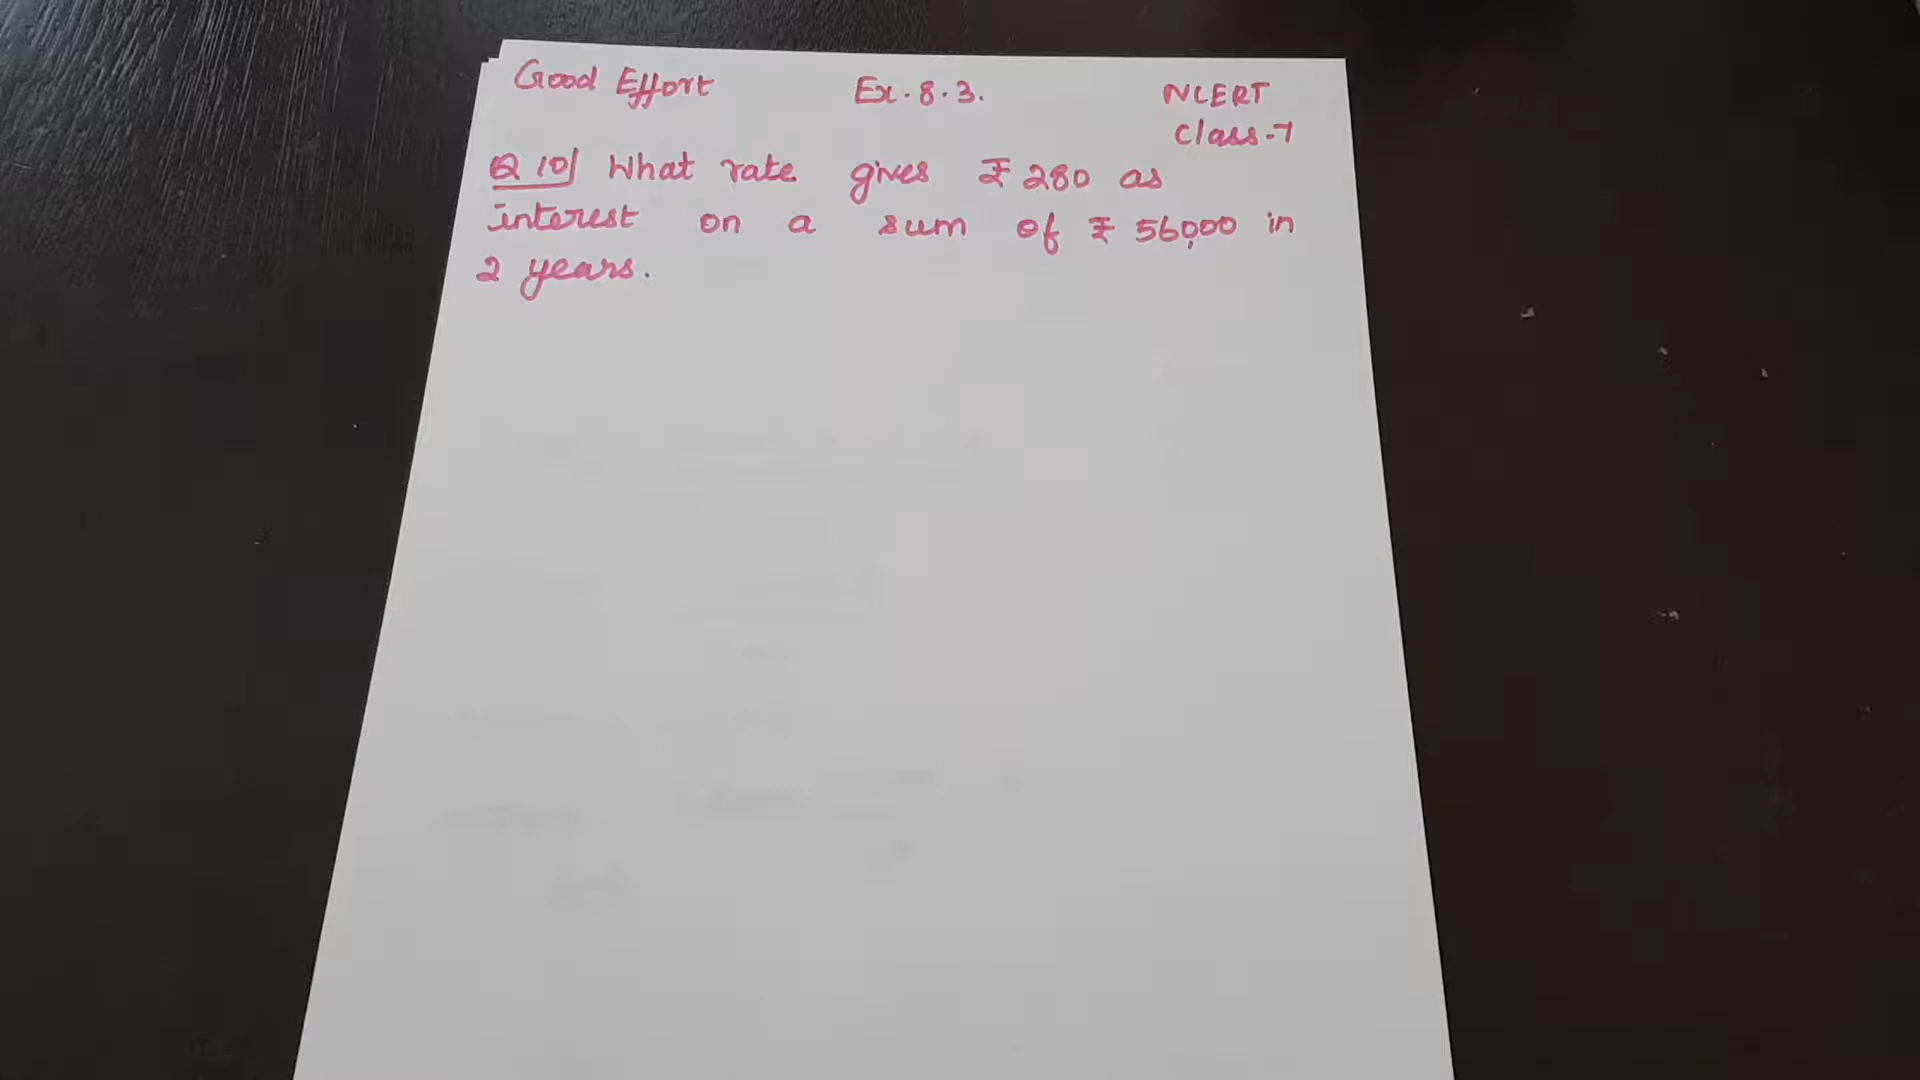 Good Effort Ex. 8.3. NCERT
Class-7
Q 10) What rate gives ₹ 280 as
interest on a sum of ₹ 56,000 in
2 years.